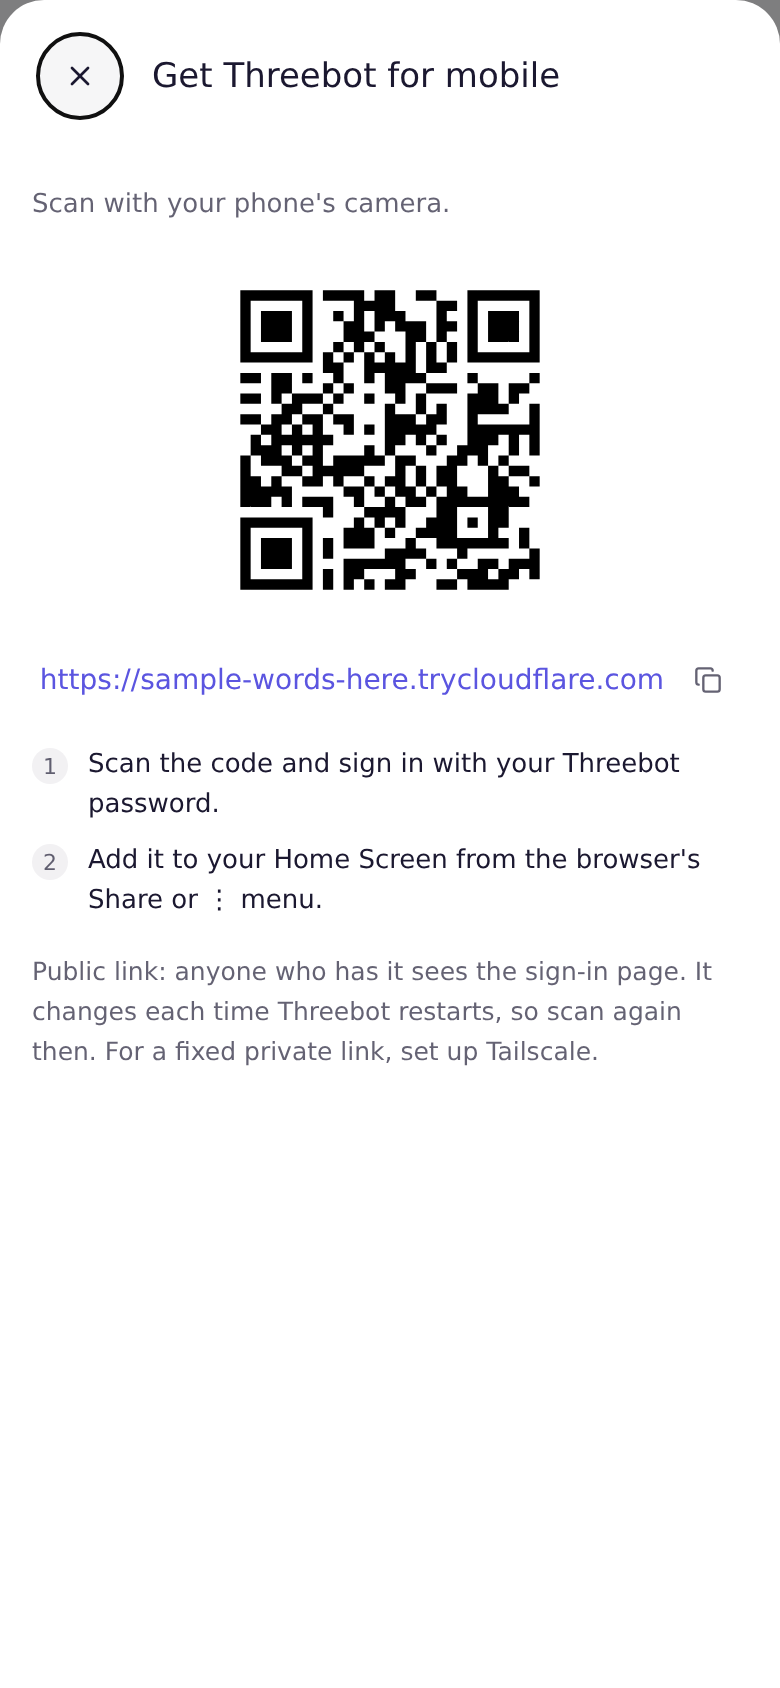 Get Threebot for mobile
Scan with your phone's camera.
https://sample-words-here.trycloudflare.com
1 Scan the code and sign in with your Threebot
password.
2 Add it to your Home Screen from the browser's
Share or ⋮ menu.
Public link: anyone who has it sees the sign-in page. It
changes each time Threebot restarts, so scan again
then. For a fixed private link, set up Tailscale.